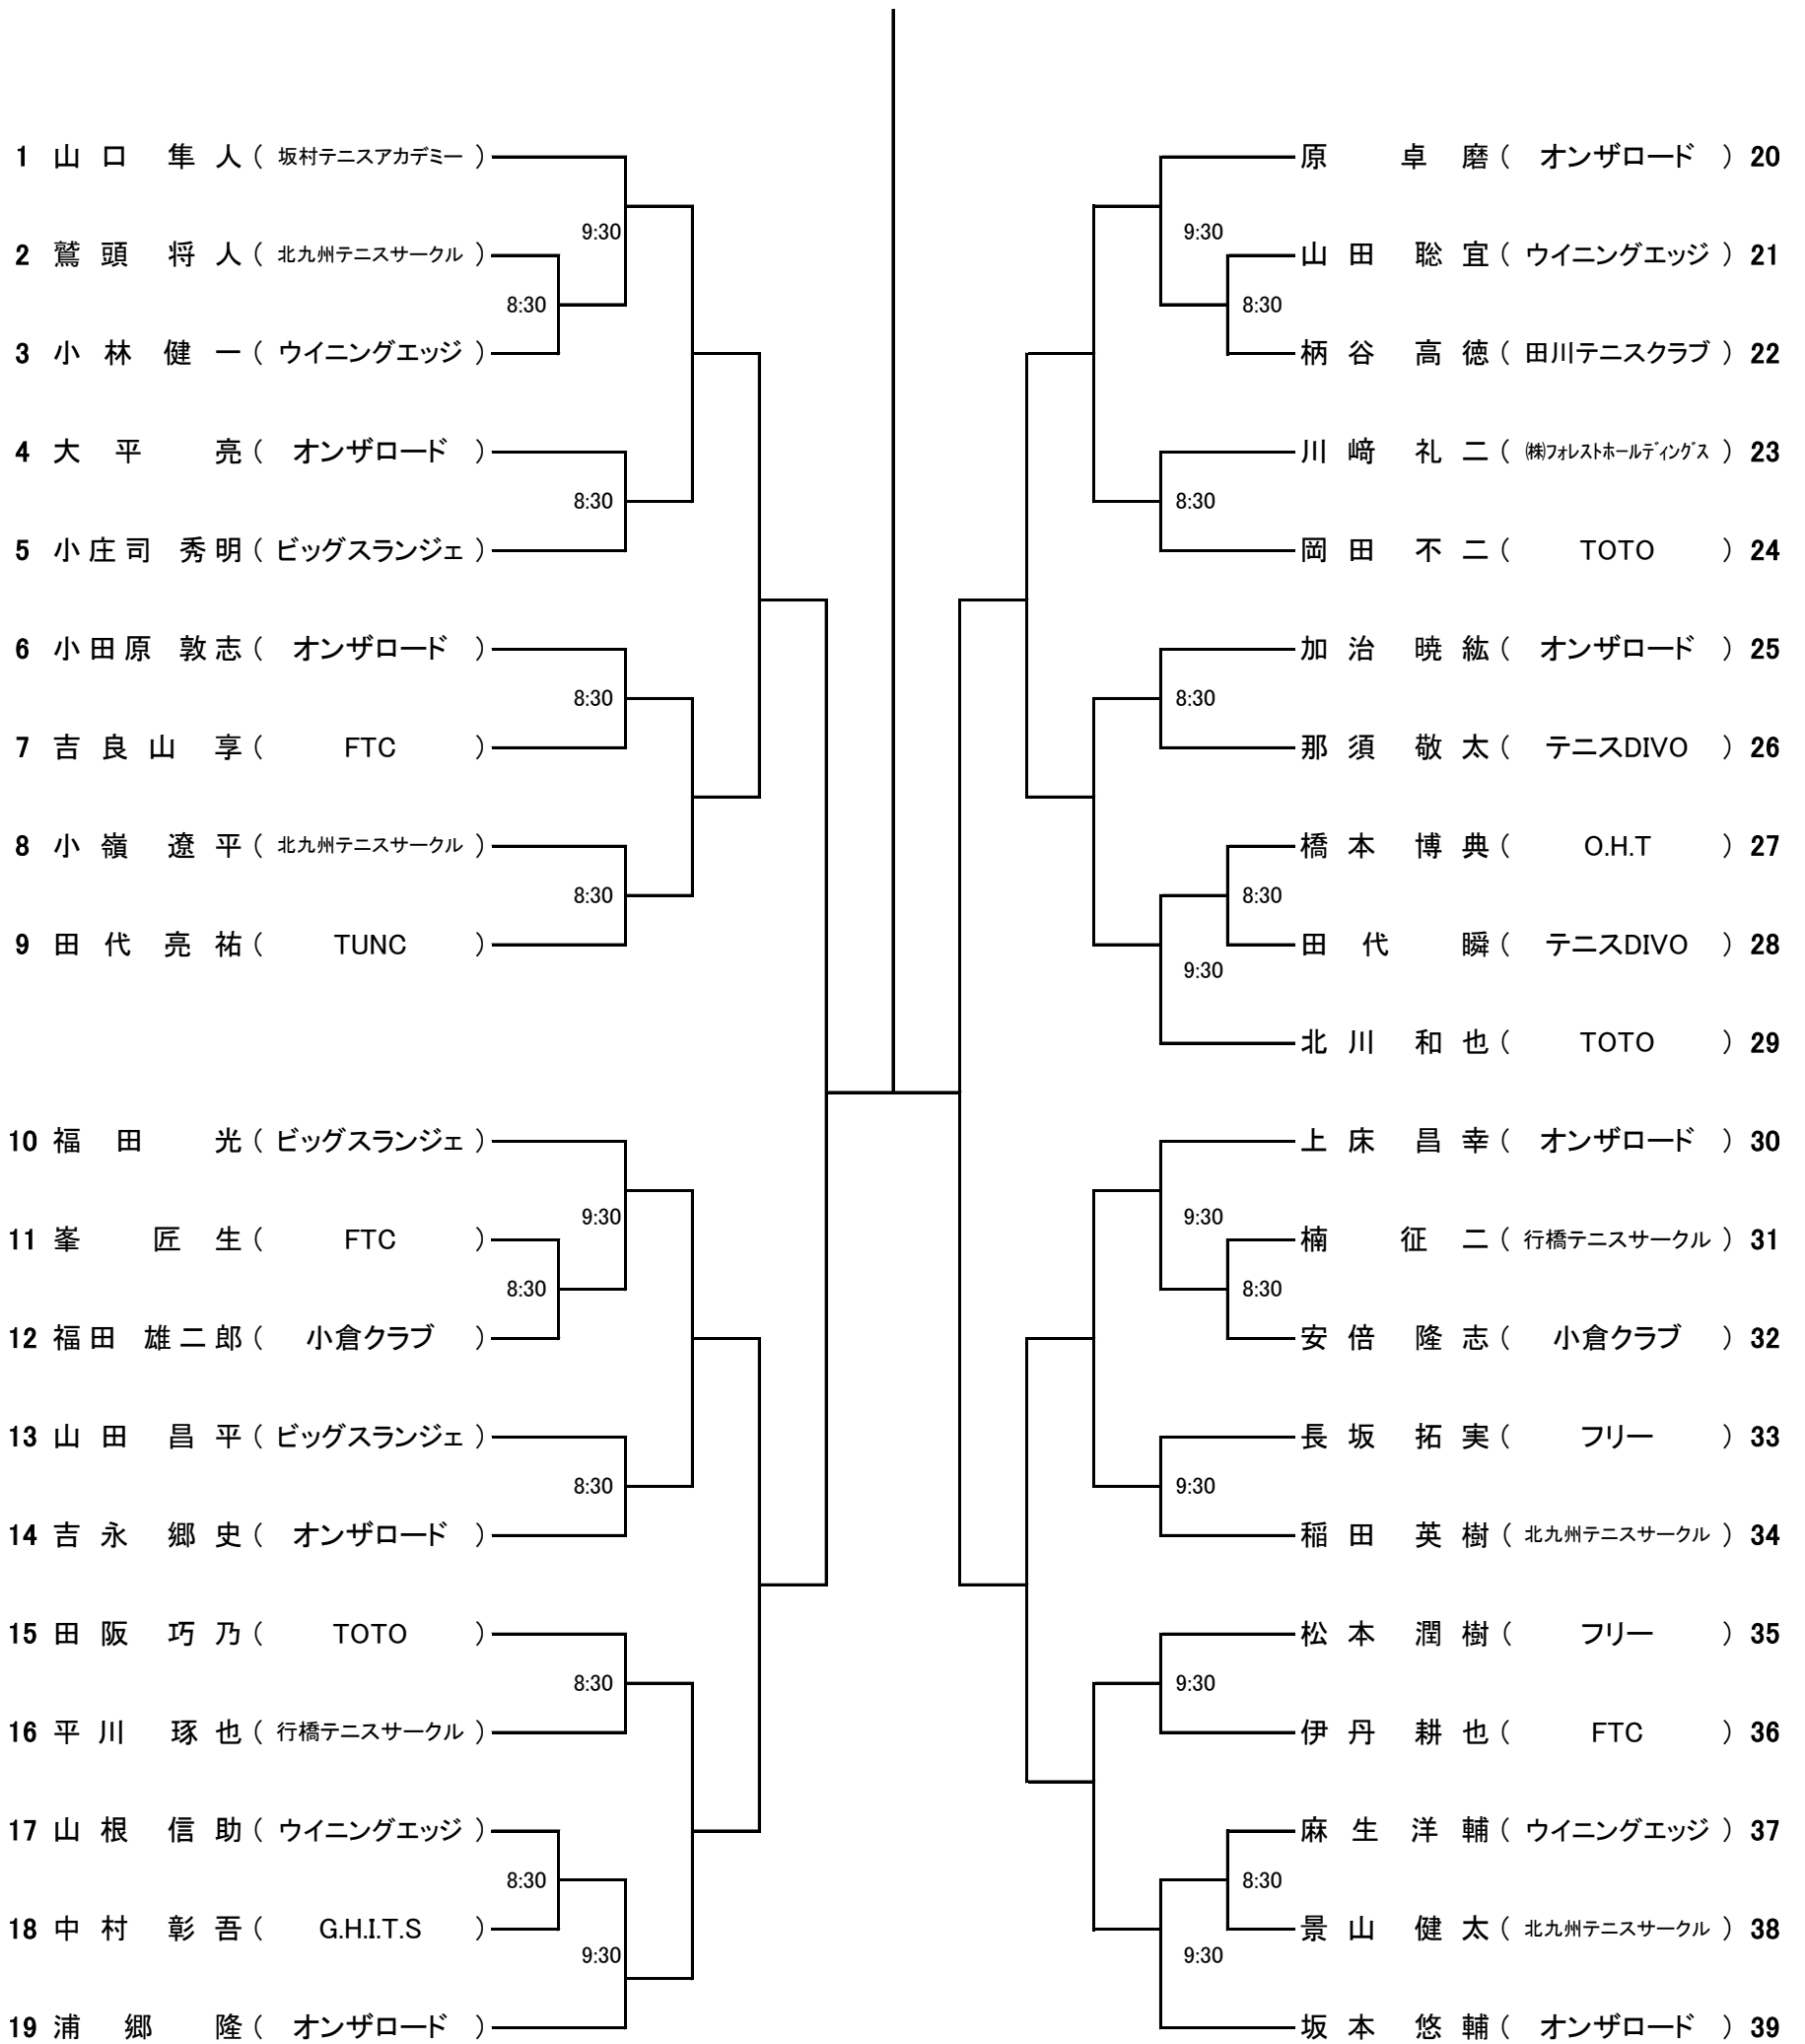 1 山口 隼人 ( 坂村テニスアカデミー )
9:30
2 鷲頭 将人 ( 北九州テニスサークル )
8:30
3 小林 健一 ( ウイニングエッジ )
4 大平 亮 ( オンザロード )
8:30
5 小庄司 秀明 ( ビッグスランジェ )
6 小田原 敦志 ( オンザロード )
8:30
7 吉良山 享 ( FTC )
8 小嶺 遼平 ( 北九州テニスサークル )
8:30
9 田代 亮祐 ( TUNC )
10 福田 光 ( ビッグスランジェ )
9:30
11 峯 匠生 ( FTC )
8:30
12 福田 雄二郎 ( 小倉クラブ )
13 山田 昌平 ( ビッグスランジェ )
8:30
14 吉永 郷史 ( オンザロード )
15 田阪 巧乃 ( TOTO )
8:30
16 平川 琢也 ( 行橋テニスサークル )
17 山根 信助 ( ウイニングエッジ )
8:30
18 中村 彰吾 ( G.H.I.T.S )
9:30
19 浦郷 隆 ( オンザロード )
原 卓磨 ( オンザロード ) 20
9:30
山田 聡宜 ( ウイニングエッジ ) 21
8:30
柄谷 高徳 ( 田川テニスクラブ ) 22
川﨑 礼二 ( ㈱フォレストホールディングス ) 23
8:30
岡田 不二 ( TOTO ) 24
加治 暁紘 ( オンザロード ) 25
8:30
那須 敬太 ( テニスDIVO ) 26
橋本 博典 ( O.H.T ) 27
8:30
田代 瞬 ( テニスDIVO ) 28
9:30
北川 和也 ( TOTO ) 29
上床 昌幸 ( オンザロード ) 30
9:30
楠 征二 ( 行橋テニスサークル ) 31
8:30
安倍 隆志 ( 小倉クラブ ) 32
長坂 拓実 ( フリー ) 33
9:30
稲田 英樹 ( 北九州テニスサークル ) 34
松本 潤樹 ( フリー ) 35
9:30
伊丹 耕也 ( FTC ) 36
麻生 洋輔 ( ウイニングエッジ ) 37
8:30
景山 健太 ( 北九州テニスサークル ) 38
9:30
坂本 悠輔 ( オンザロード ) 39